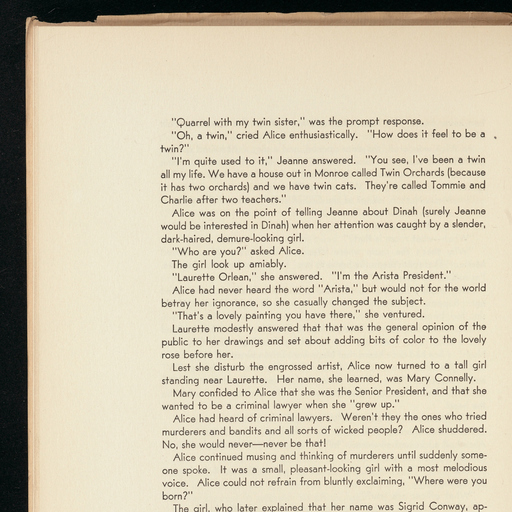 "Quarrel with my twin sister," was the prompt response.
"Oh, a twin," cried Alice enthusiastically. "How does it feel to be a
twin?"
"I'm quite used to it," Jeanne answered. "You see, I've been a twin
all my life. We have a house out in Monroe called Twin Orchards (because
it has two orchards) and we have twin cats. They're called Tommie and
Charlie after two teachers."
Alice was on the point of telling Jeanne about Dinah (surely Jeanne
would be interested in Dinah) when her attention was caught by a slender,
dark-haired, demure-looking girl.
"Who are you?" asked Alice.
The girl look up amiably.
"Laurette Orlean," she answered. "I'm the Arista President."
Alice had never heard the word "Arista," but would not for the world
betray her ignorance, so she casually changed the subject.
"That's a lovely painting you have there," she ventured.
Laurette modestly answered that that was the general opinion of the
public to her drawings and set about adding bits of color to the lovely
rose before her.
Lest she disturb the engrossed artist, Alice now turned to a tall girl
standing near Laurette. Her name, she learned, was Mary Connelly.
Mary confided to Alice that she was the Senior President, and that she
wanted to be a criminal lawyer when she "grew up."
Alice had heard of criminal lawyers. Weren't they the ones who tried
murderers and bandits and all sorts of wicked people? Alice shuddered.
No, she would never—never be that!
Alice continued musing and thinking of murderers until suddenly some-
one spoke. It was a small, pleasant-looking girl with a most melodious
voice. Alice could not refrain from bluntly exclaiming, "Where were you
born?"
The girl, who later explained that her name was Sigrid Conway, ap-